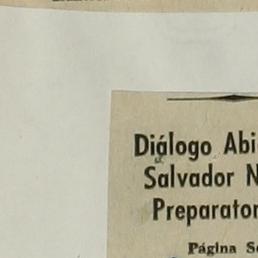 Diálogo Abi
Salvador N
Preparator
Página S